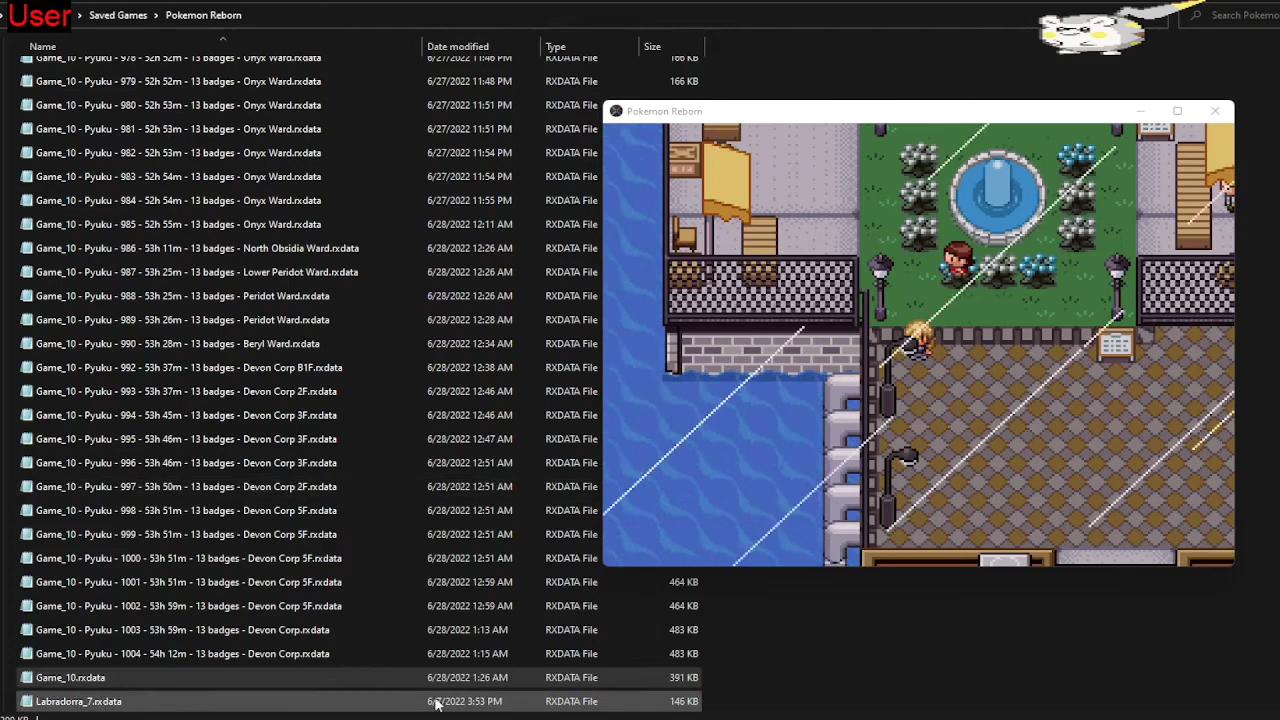 User
Saved Games > Pokemon Reborn
Search Pokemo
Name Date modified Type Size
Game_10 - Pyuku - 978 - 52h 52m - 13 badges - Onyx Ward.rxdata 6/27/2022 11:48 PM RXDATA File 166 KB
Game_10 - Pyuku - 979 - 52h 52m - 13 badges - Onyx Ward.rxdata 6/27/2022 11:48 PM RXDATA File 166 KB
Game_10 - Pyuku - 980 - 52h 52m - 13 badges - Onyx Ward.rxdata 6/27/2022 11:51 PM RXDATA File
Game_10 - Pyuku - 981 - 52h 53m - 13 badges - Onyx Ward.rxdata 6/27/2022 11:51 PM RXDATA File
Game_10 - Pyuku - 982 - 52h 53m - 13 badges - Onyx Ward.rxdata 6/27/2022 11:54 PM RXDATA File
Game_10 - Pyuku - 983 - 52h 54m - 13 badges - Onyx Ward.rxdata 6/27/2022 11:54 PM RXDATA File
Game_10 - Pyuku - 984 - 52h 54m - 13 badges - Onyx Ward.rxdata 6/27/2022 11:55 PM RXDATA File
Game_10 - Pyuku - 985 - 52h 55m - 13 badges - Onyx Ward.rxdata 6/28/2022 12:11 AM RXDATA File
Game_10 - Pyuku - 986 - 53h 11m - 13 badges - North Obsidia Ward.rxdata 6/28/2022 12:26 AM RXDATA File
Game_10 - Pyuku - 987 - 53h 25m - 13 badges - Lower Peridot Ward.rxdata 6/28/2022 12:26 AM RXDATA File
Game_10 - Pyuku - 988 - 53h 25m - 13 badges - Peridot Ward.rxdata 6/28/2022 12:26 AM RXDATA File
Game_10 - Pyuku - 989 - 53h 26m - 13 badges - Peridot Ward.rxdata 6/28/2022 12:28 AM RXDATA File
Game_10 - Pyuku - 990 - 53h 28m - 13 badges - Beryl Ward.rxdata 6/28/2022 12:34 AM RXDATA File
Game_10 - Pyuku - 992 - 53h 37m - 13 badges - Devon Corp B1F.rxdata 6/28/2022 12:38 AM RXDATA File
Game_10 - Pyuku - 993 - 53h 37m - 13 badges - Devon Corp 2F.rxdata 6/28/2022 12:46 AM RXDATA File
Game_10 - Pyuku - 994 - 53h 45m - 13 badges - Devon Corp 3F.rxdata 6/28/2022 12:46 AM RXDATA File
Game_10 - Pyuku - 995 - 53h 46m - 13 badges - Devon Corp 3F.rxdata 6/28/2022 12:47 AM RXDATA File
Game_10 - Pyuku - 996 - 53h 46m - 13 badges - Devon Corp 3F.rxdata 6/28/2022 12:51 AM RXDATA File
Game_10 - Pyuku - 997 - 53h 50m - 13 badges - Devon Corp 2F.rxdata 6/28/2022 12:51 AM RXDATA File
Game_10 - Pyuku - 998 - 53h 51m - 13 badges - Devon Corp 5F.rxdata 6/28/2022 12:51 AM RXDATA File
Game_10 - Pyuku - 999 - 53h 51m - 13 badges - Devon Corp 5F.rxdata 6/28/2022 12:51 AM RXDATA File
Game_10 - Pyuku - 1000 - 53h 51m - 13 badges - Devon Corp 5F.rxdata 6/28/2022 12:51 AM RXDATA File
Game_10 - Pyuku - 1001 - 53h 51m - 13 badges - Devon Corp 5F.rxdata 6/28/2022 12:59 AM RXDATA File 464 KB
Game_10 - Pyuku - 1002 - 53h 59m - 13 badges - Devon Corp 5F.rxdata 6/28/2022 12:59 AM RXDATA File 464 KB
Game_10 - Pyuku - 1003 - 53h 59m - 13 badges - Devon Corp.rxdata 6/28/2022 1:13 AM RXDATA File 483 KB
Game_10 - Pyuku - 1004 - 54h 12m - 13 badges - Devon Corp.rxdata 6/28/2022 1:15 AM RXDATA File 483 KB
Game_10.rxdata 6/28/2022 1:26 AM RXDATA File 391 KB
Labradorra_7.rxdata 3:53 PM RXDATA File 146 KB
Pokemon Reborn